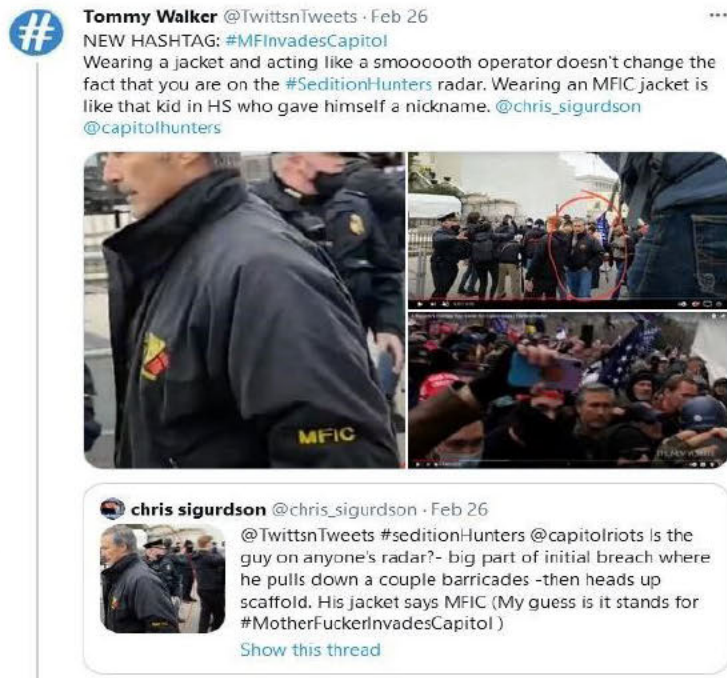 Tommy Walker @TwittsnTweets · Feb 26
NEW HASHTAG: #MFInvadesCapitol
Wearing a jacket and acting like a smoooooth operator doesn't change the
fact that you are on the #SeditionHunters radar. Wearing an MFIC jacket is
like that kid in HS who gave himself a nickname. @chris_sigurdson
@capitolhunters
MFIC
chris sigurdson @chris_sigurdson · Feb 26
@TwittsnTweets #seditionHunters @capitolriots Is the
guy on anyone's radar?- big part of initial breach where
he pulls down a couple barricades -then heads up
scaffold. His jacket says MFIC (My guess is it stands for
#MotherFuckerInvadesCapitol )
Show this thread